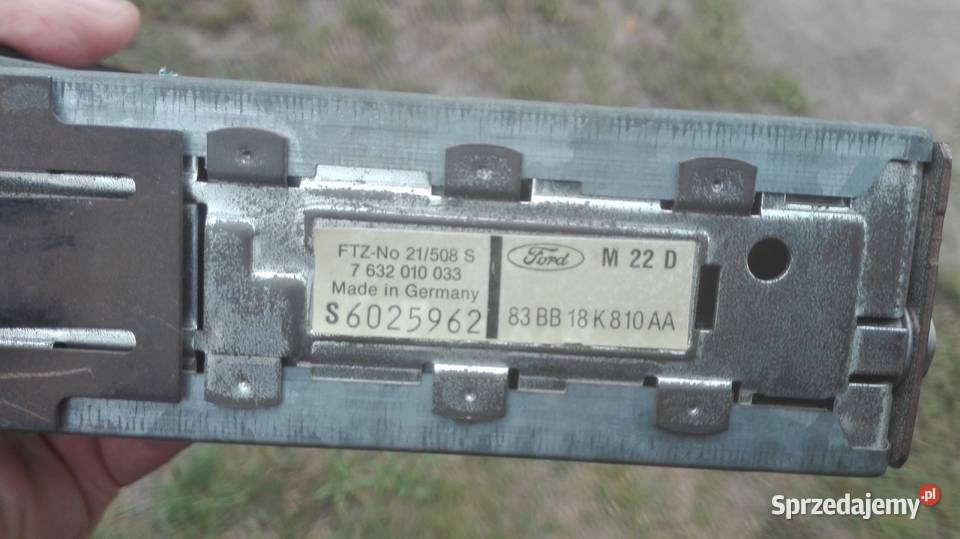 FTZ-No 21/508 S
7 632 010 033
Made in Germany
S6025962
Ford M 22 D
83 BB 18 K 810 AA
Sprzedajemy.pl